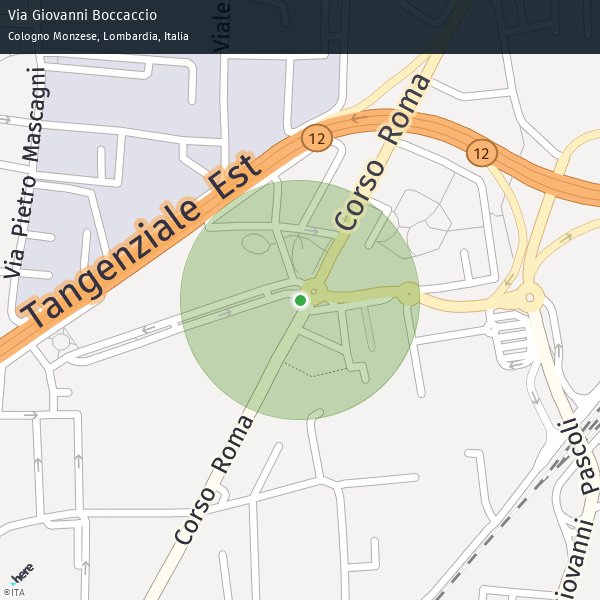 Via Giovanni Boccaccio
Cologno Monzese, Lombardia, Italia
Viale
Via Pietro Mascagni
12
Corso Roma
12
Tangenziale Est
Corso Roma
Giovanni Pascoli
here
©ITA